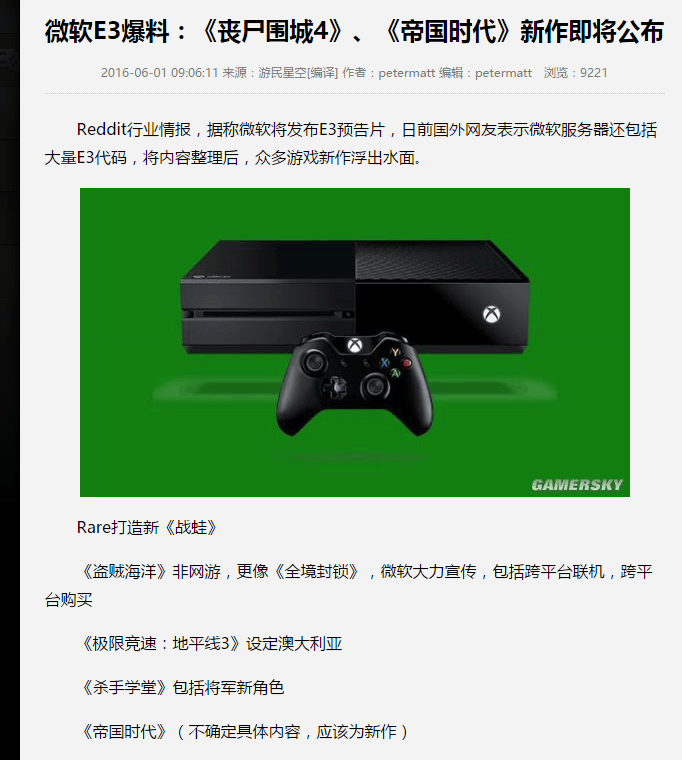 微软E3爆料：《丧尸围城4》、《帝国时代》新作即将公布
2016-06-01 09:06:11 来源：游民星空[编译] 作者：petermatt 编辑：petermatt 浏览：9221
Reddit行业情报，据称微软将发布E3预告片，日前国外网友表示微软服务器还包括
大量E3代码，将内容整理后，众多游戏新作浮出水面。
Y
X
B
A
GAMERSKY
Rare打造新《战蛙》
《盗贼海洋》非网游，更像《全境封锁》，微软大力宣传，包括跨平台联机，跨平
台购买
《极限竞速：地平线3》设定澳大利亚
《杀手学堂》包括将军新角色
《帝国时代》（不确定具体内容，应该为新作）